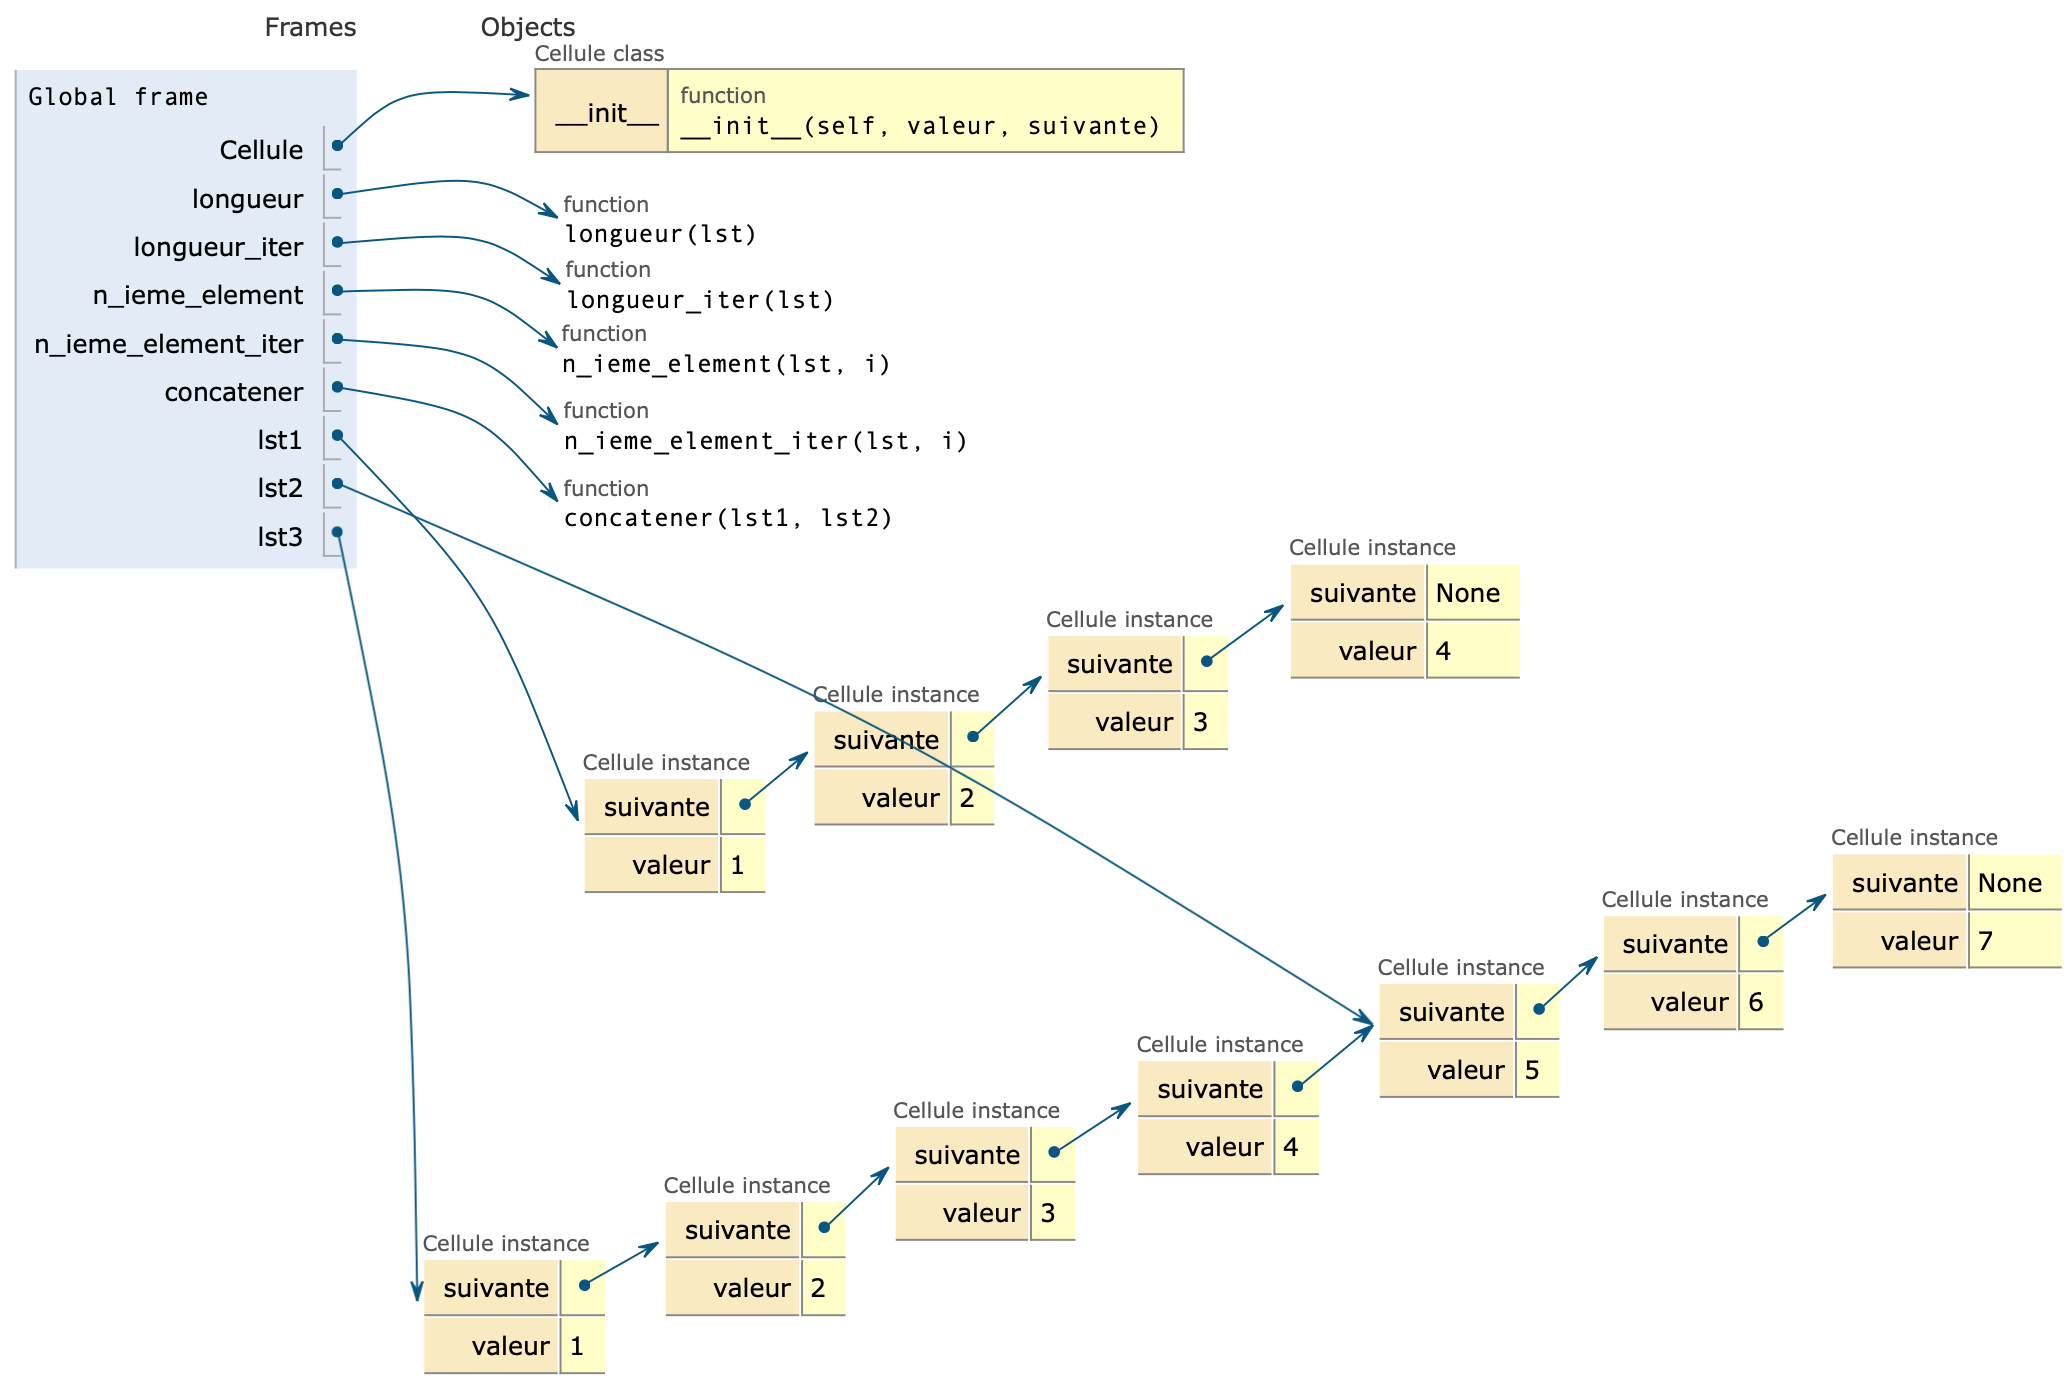 Frames
Objects
Global frame
Cellule
longueur
longueur_iter
n_ieme_element
n_ieme_element_iter
concatener
lst1
lst2
lst3
Cellule class
__init__
function
__init__(self, valeur, suivante)
function
longueur(lst)
function
longueur_iter(lst)
function
n_ieme_element(lst, i)
function
n_ieme_element_iter(lst, i)
function
concatener(lst1, lst2)
Cellule instance
suivante None
valeur 4
Cellule instance
suivante
valeur 3
Cellule instance
suivante
valeur 2
Cellule instance
suivante
valeur 1
Cellule instance
suivante None
valeur 7
Cellule instance
suivante
valeur 6
Cellule instance
suivante
valeur 5
Cellule instance
suivante
valeur 4
Cellule instance
suivante
valeur 3
Cellule instance
suivante
valeur 2
Cellule instance
suivante
valeur 1